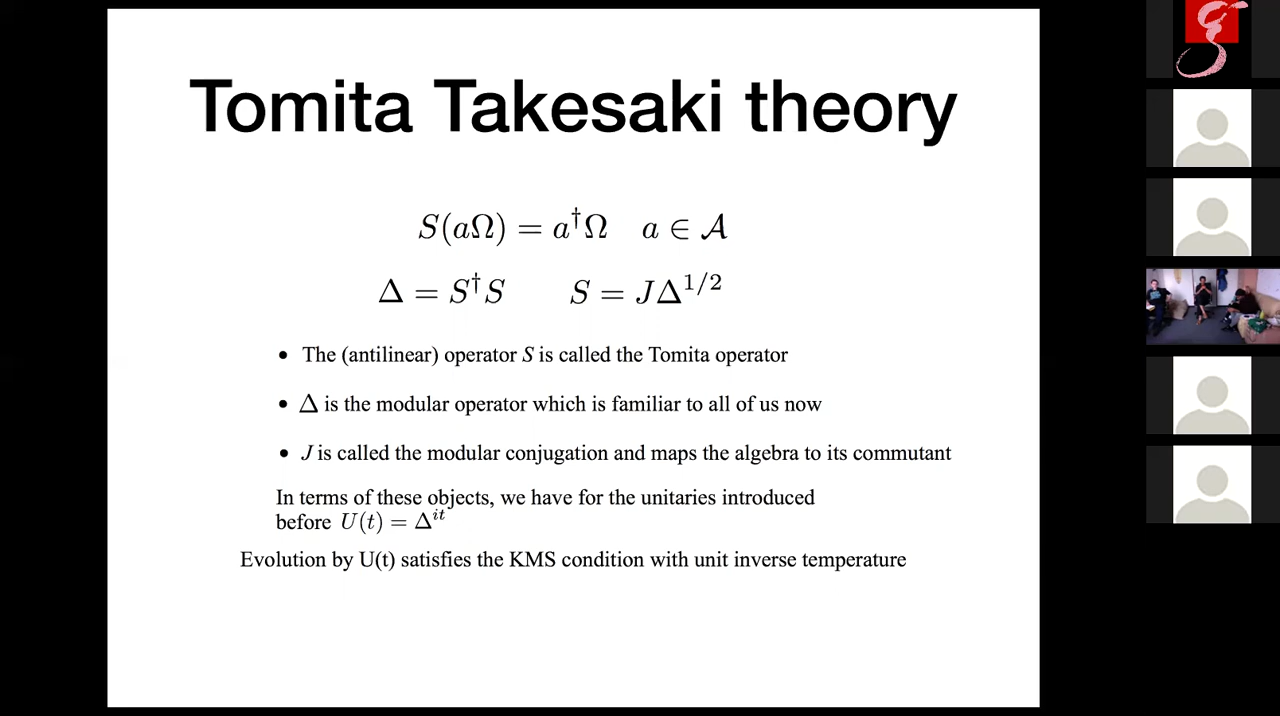 Tomita Takesaki theory
S(aΩ) = a†Ω   a ∈ 𝒜
Δ = S†S   S = JΔ^{1/2}
• The (antilinear) operator S is called the Tomita operator
• Δ is the modular operator which is familiar to all of us now
• J is called the modular conjugation and maps the algebra to its commutant
In terms of these objects, we have for the unitaries introduced
before U(t) = Δ^{it}
Evolution by U(t) satisfies the KMS condition with unit inverse temperature